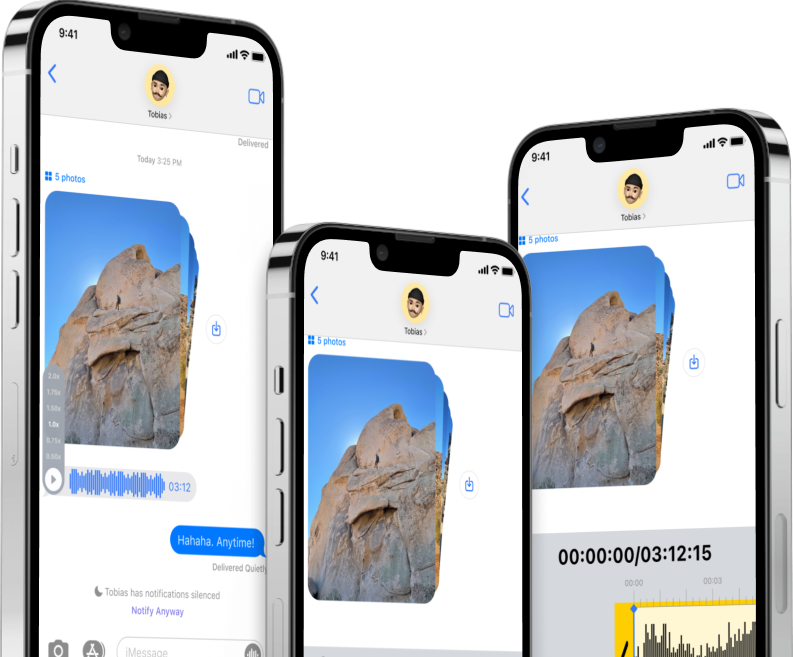 9:41
Tobias
Delivered
Today 3:25 PM
5 photos
2.0x
1.75x
1.50x
1.0x
0.75x
0.50x
03:12
Hahaha. Anytime!
Delivered Quietly
Tobias has notifications silenced
Notify Anyway
iMessage
9:41
Tobias
5 photos
9:41
Tobias
5 photos
00:00:00/03:12:15
00:00
00:03